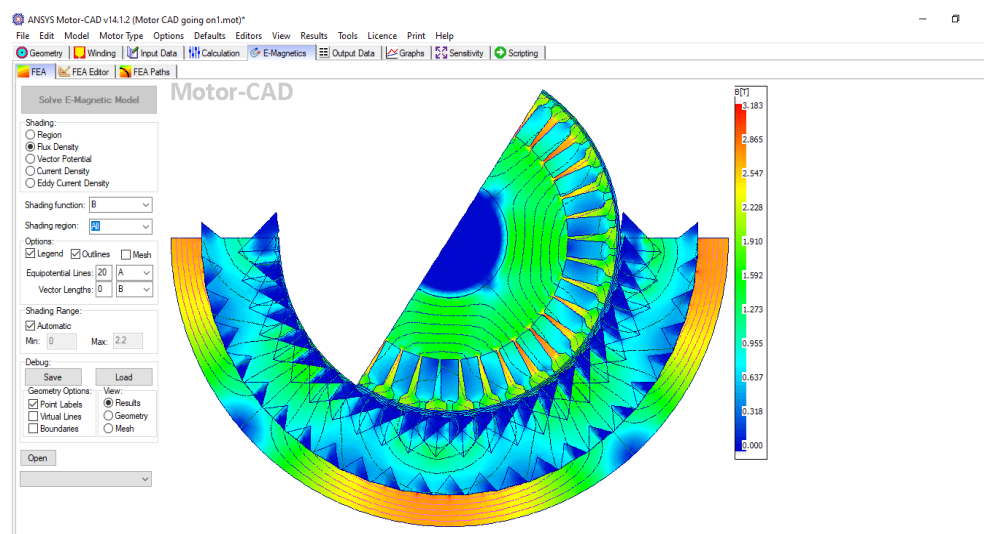 ANSYS Motor-CAD v14.1.2 (Motor CAD going on1.mot)*
File Edit Model Motor Type Options Defaults Editors View Results Tools Licence Print Help
Geometry Winding Input Data Calculation E-Magnetics Output Data Graphs Sensitivity Scripting
FEA FEA Editor FEA Paths
Motor-CAD
Solve E-Magnetic Model
Shading:
Region
Flux Density
Vector Potential
Current Density
Eddy Current Density
Shading function: B
Shading region: All
Options:
Legend Outlines Mesh
Equipotential Lines: 20 A
Vector Lengths: 0 B
Shading Range:
Automatic
Min: 0 Max: 2.2
Debug:
Save Load
Geometry Options: View:
Point Labels Results
Virtual Lines Geometry
Boundaries Mesh
Open
B[T]
3.183
2.865
2.547
2.228
1.910
1.592
1.273
0.955
0.637
0.318
0.000